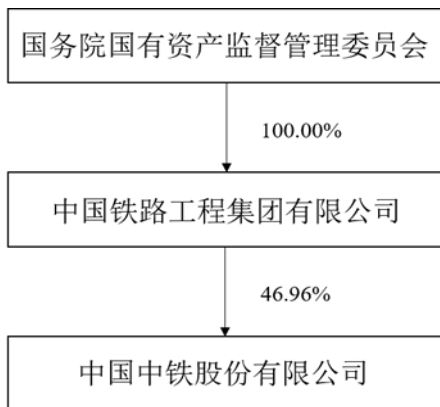 国务院国有资产监督管理委员会
100.00%
中国铁路工程集团有限公司
46.96%
中国中铁股份有限公司